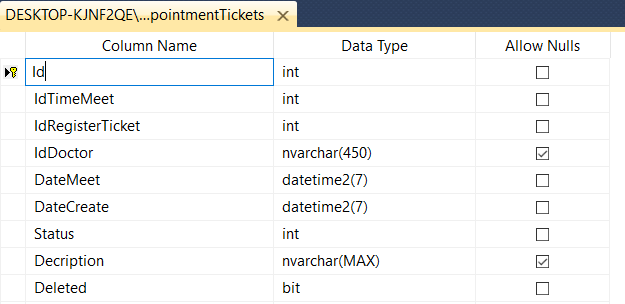 DESKTOP-KJNF2QE\...pointmentTickets
Column Name Data Type Allow Nulls
Id int
IdTimeMeet int
IdRegisterTicket int
IdDoctor nvarchar(450)
DateMeet datetime2(7)
DateCreate datetime2(7)
Status int
Decription nvarchar(MAX)
Deleted bit